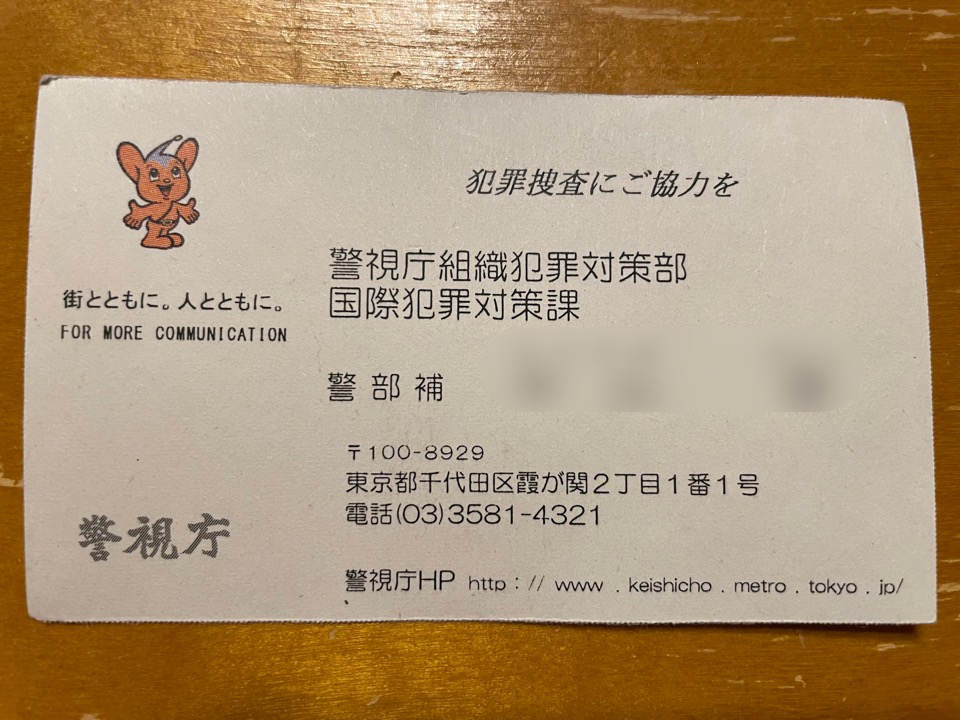 犯罪捜査にご協力を
警視庁組織犯罪対策部
国際犯罪対策課
街とともに。人とともに。
FOR MORE COMMUNICATION
警部補
〒100-8929
東京都千代田区霞が関2丁目1番1号
電話(03)3581-4321
警視庁
警視庁HP http://www.keishicho.metro.tokyo.jp/